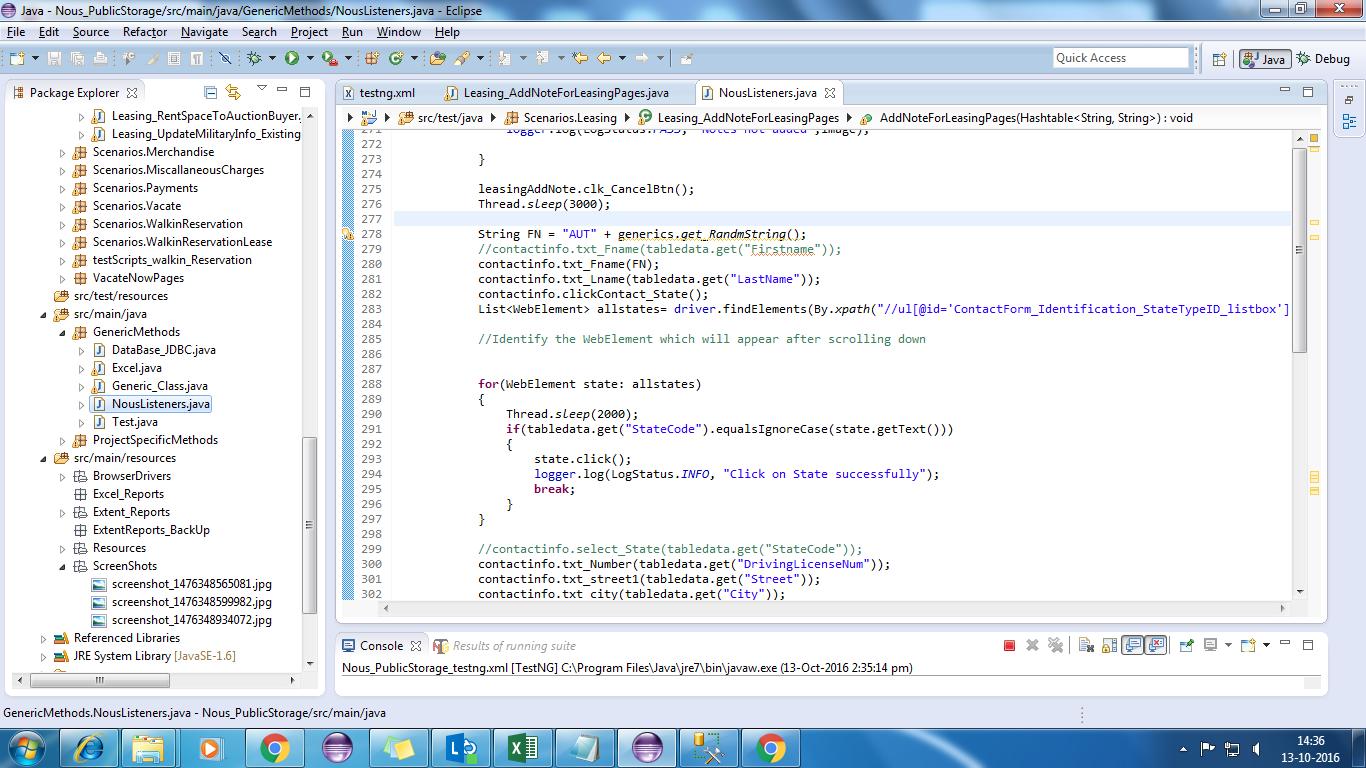 Java - Nous_PublicStorage/src/main/java/GenericMethods/NousListeners.java - Eclipse
File Edit Source Refactor Navigate Search Project Run Window Help
Quick Access
Java
Debug
Package Explorer
Leasing_RentSpaceToAuctionBuyer.
Leasing_UpdateMilitaryInfo_Existing
Scenarios.Merchandise
Scenarios.MiscallaneousCharges
Scenarios.Payments
Scenarios.Vacate
Scenarios.WalkinReservation
Scenarios.WalkinReservationLease
testScripts_walkin_Reservation
VacateNowPages
src/test/resources
src/main/java
GenericMethods
DataBase_JDBC.java
Excel.java
Generic_Class.java
NousListeners.java
Test.java
ProjectSpecificMethods
src/main/resources
BrowserDrivers
Excel_Reports
Extent_Reports
ExtentReports_BackUp
Resources
ScreenShots
screenshot_1476348565081.jpg
screenshot_1476348599982.jpg
screenshot_1476348934072.jpg
Referenced Libraries
JRE System Library [JavaSE-1.6]
testng.xml Leasing_AddNoteForLeasingPages.java NousListeners.java
src/test/java Scenarios.Leasing Leasing_AddNoteForLeasingPages AddNoteForLeasingPages(Hashtable<String, String>) : void
271 logger.log(LogStatus.PASS, "Notes not added",image);
272
273 }
274
275 leasingAddNote.clk_CancelBtn();
276 Thread.sleep(3000);
277
278 String FN = "AUT" + generics.get_RandmString();
279 //contactinfo.txt_Fname(tabledata.get("Firstname"));
280 contactinfo.txt_Fname(FN);
281 contactinfo.txt_Lname(tabledata.get("LastName"));
282 contactinfo.clickContact_State();
283 List<WebElement> allstates= driver.findElements(By.xpath("//ul[@id='ContactForm_Identification_StateTypeID_listbox']
284
285 //Identify the WebElement which will appear after scrolling down
286
287
288 for(WebElement state: allstates)
289 {
290 Thread.sleep(2000);
291 if(tabledata.get("StateCode").equalsIgnoreCase(state.getText()))
292 {
293 state.click();
294 logger.log(LogStatus.INFO, "Click on State successfully");
295 break;
296 }
297 }
298
299 //contactinfo.select_State(tabledata.get("StateCode"));
300 contactinfo.txt_Number(tabledata.get("DrivingLicenseNum"));
301 contactinfo.txt_street1(tabledata.get("Street"));
302 contactinfo.txt_city(tabledata.get("City"));
Console Results of running suite
Nous_PublicStorage_testng.xml [TestNG] C:\Program Files\Java\jre7\bin\javaw.exe (13-Oct-2016 2:35:14 pm)
GenericMethods.NousListeners.java - Nous_PublicStorage/src/main/java
14:36
13-10-2016